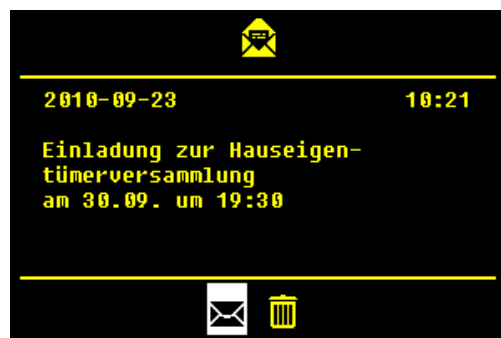 2010-09-23 10:21
Einladung zur Hauseigen-
tümerversammlung
am 30.09. um 19:30